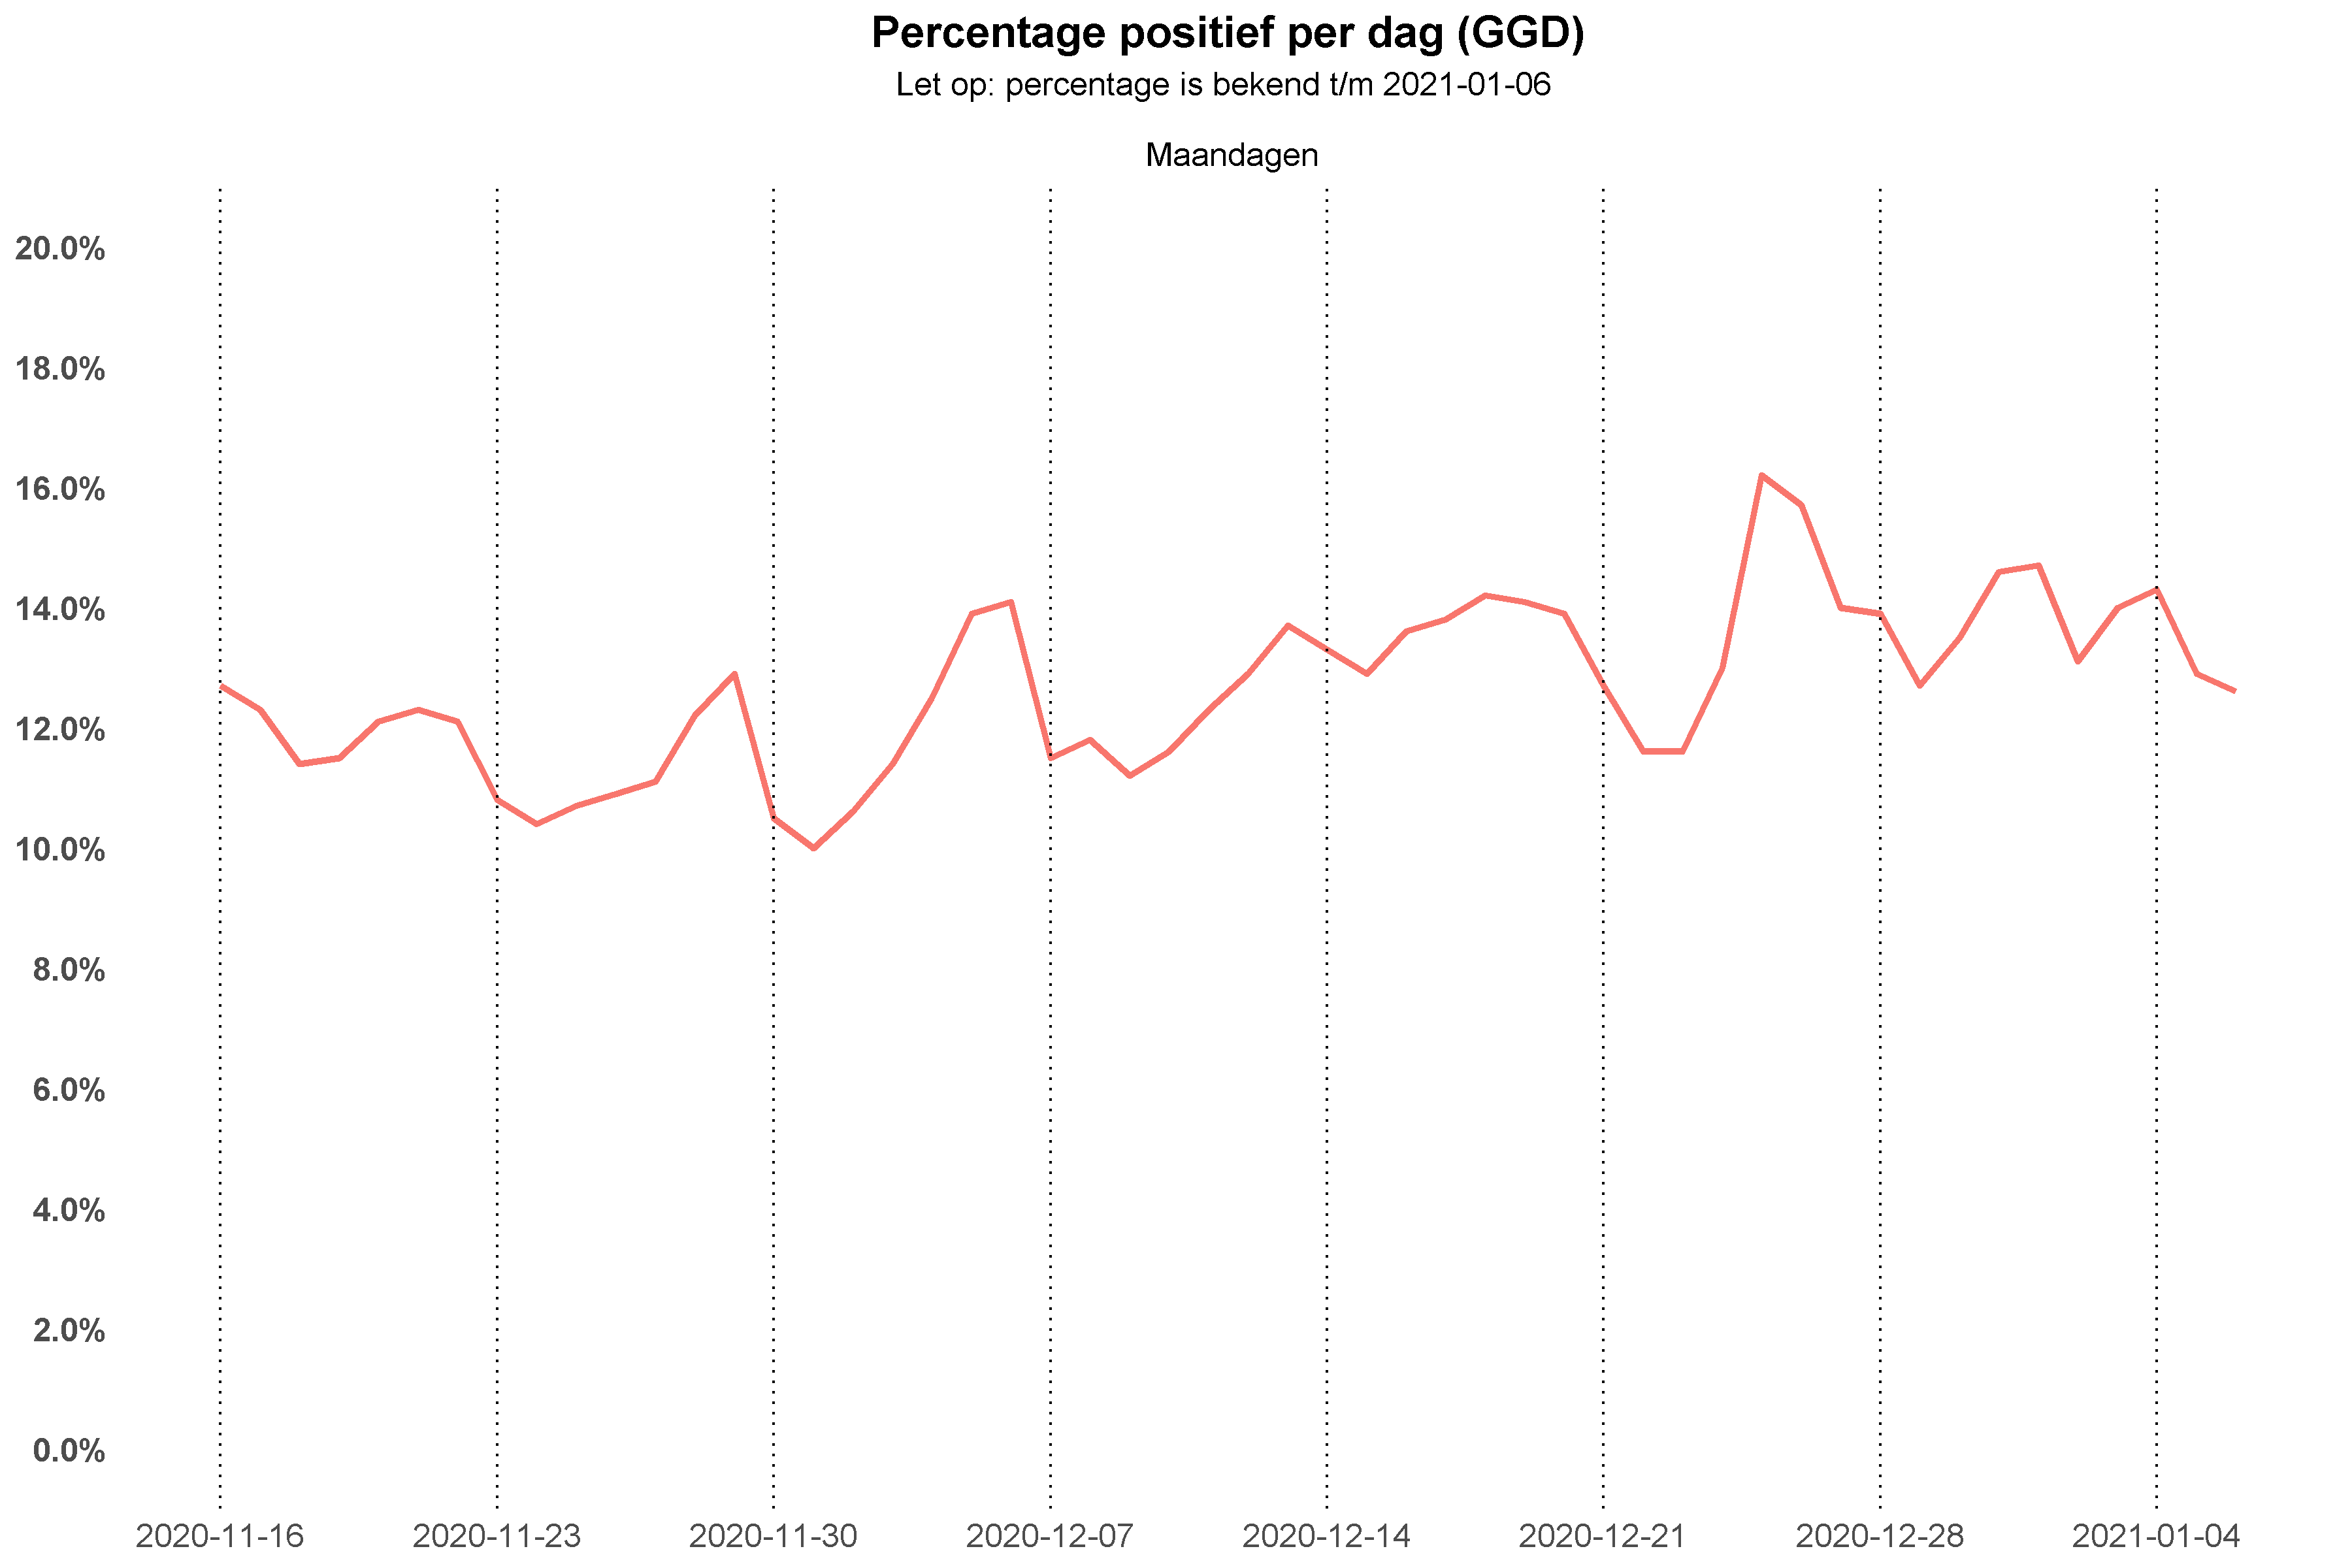 Percentage positief per dag (GGD)
Let op: percentage is bekend t/m 2021-01-06
Maandagen
20.0%
18.0%
16.0%
14.0%
12.0%
10.0%
8.0%
6.0%
4.0%
2.0%
0.0%
2020-11-16 2020-11-23 2020-11-30 2020-12-07 2020-12-14 2020-12-21 2020-12-28 2021-01-04